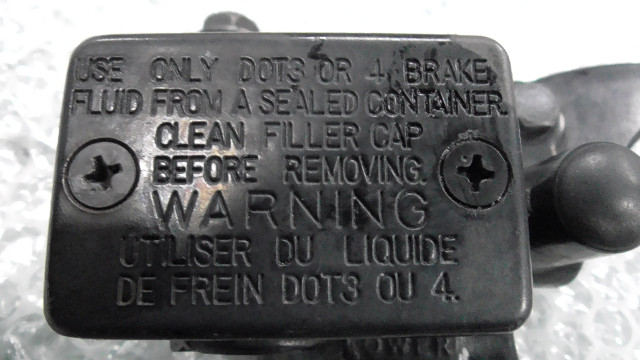 USE ONLY DOT3 OR 4 BRAKE
FLUID FROM A SEALED CONTAINER.
CLEAN FILLER CAP
BEFORE REMOVING.
WARNING
UTILISER DU LIQUIDE
DE FREIN DOT3 OU 4.